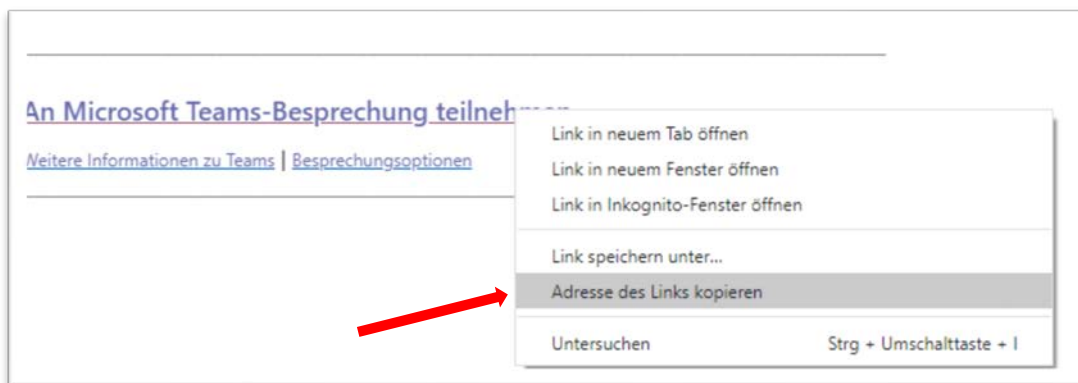 An Microsoft Teams-Besprechung teilnehmen
Weitere Informationen zu Teams | Besprechungsoptionen
Link in neuem Tab öffnen
Link in neuem Fenster öffnen
Link in Inkognito-Fenster öffnen
Link speichern unter...
Adresse des Links kopieren
Untersuchen Strg + Umschalttaste + I